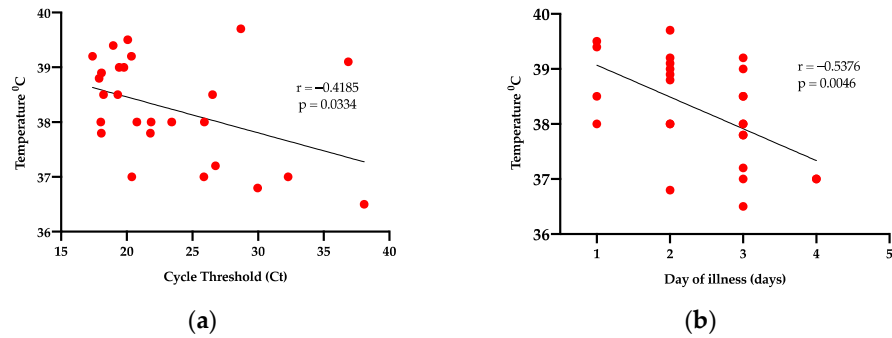 40
39
38
37
36
Temperature ⁰C
r = −0.4185
p = 0.0334
15 20 25 30 35 40
Cycle Threshold (Ct)
(a)
40
39
38
37
36
Temperature ⁰C
r = −0.5376
p = 0.0046
1 2 3 4 5
Day of illness (days)
(b)